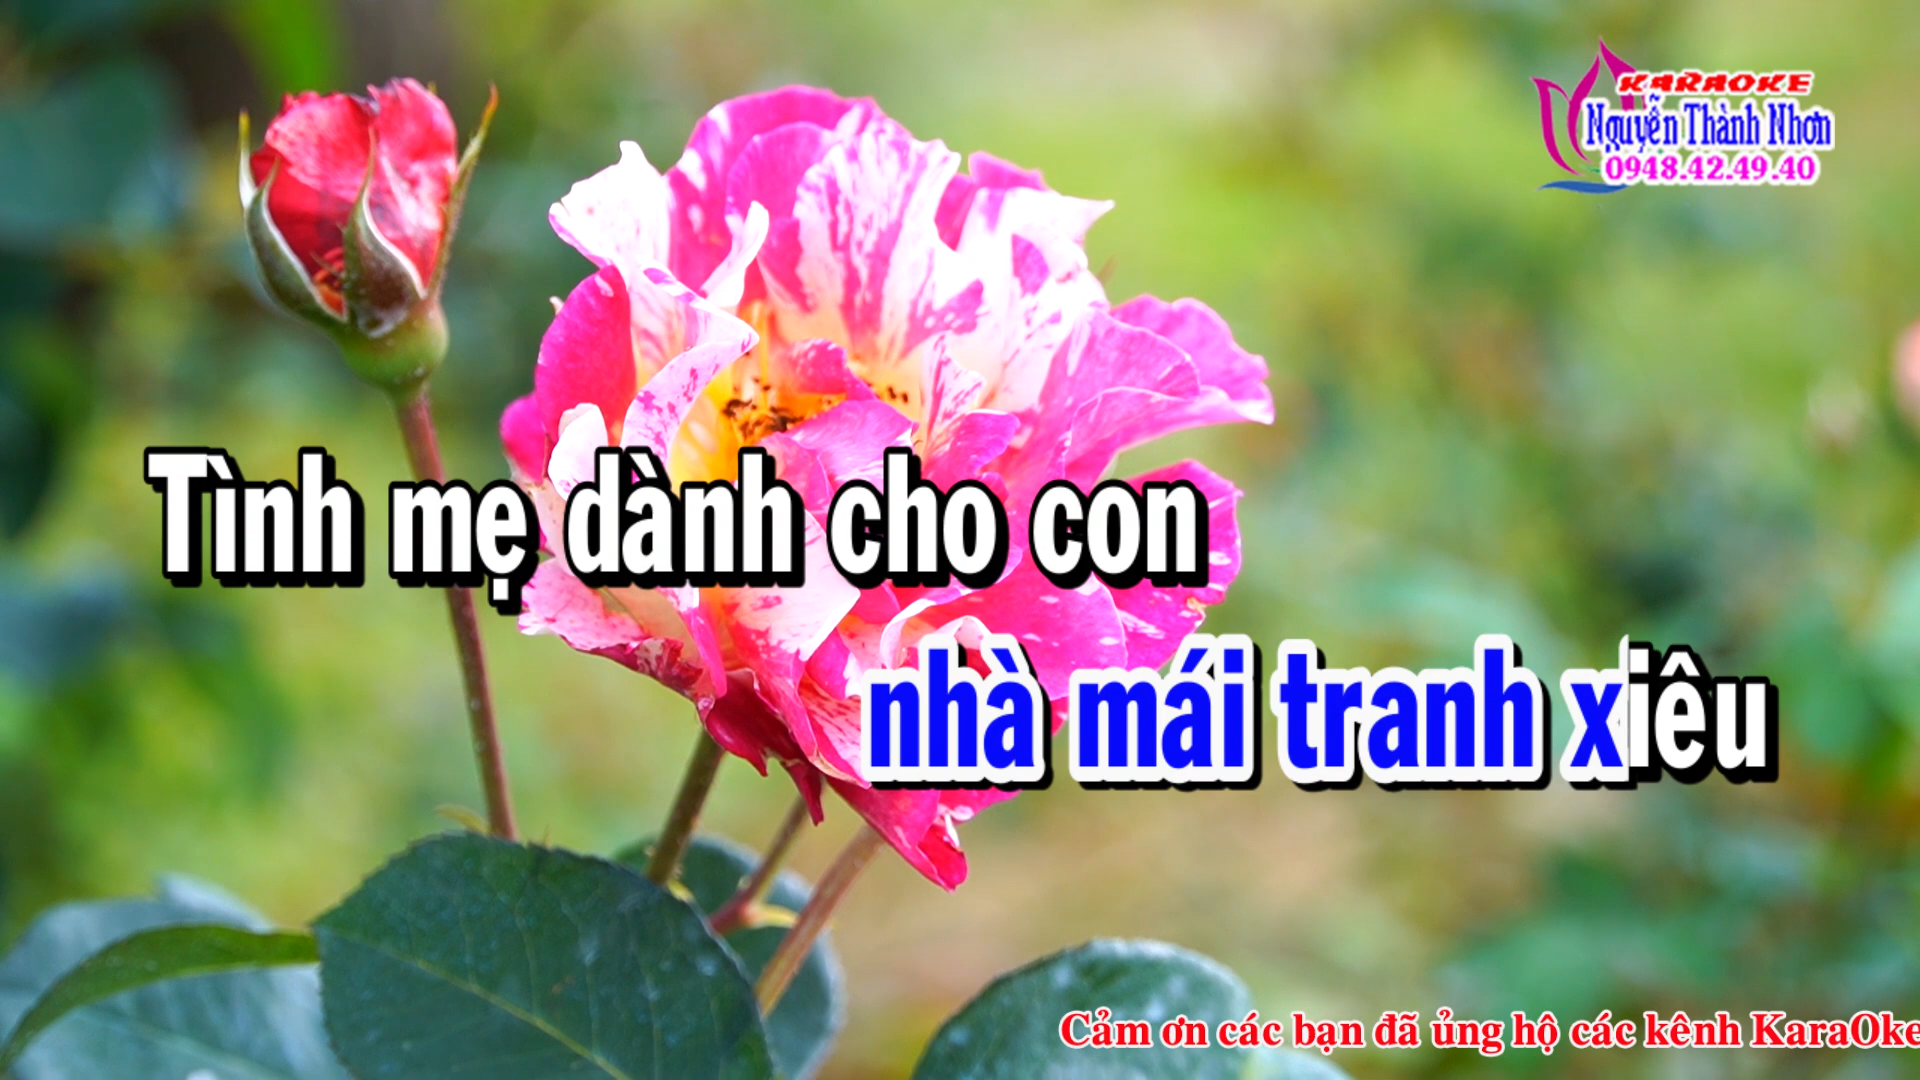 KARAOKE
Nguyễn Thành Nhơn
0948.42.49.40
Tình mẹ dành cho con
nhà mái tranh xiêu
Cảm ơn các bạn đã ủng hộ các kênh KaraOke